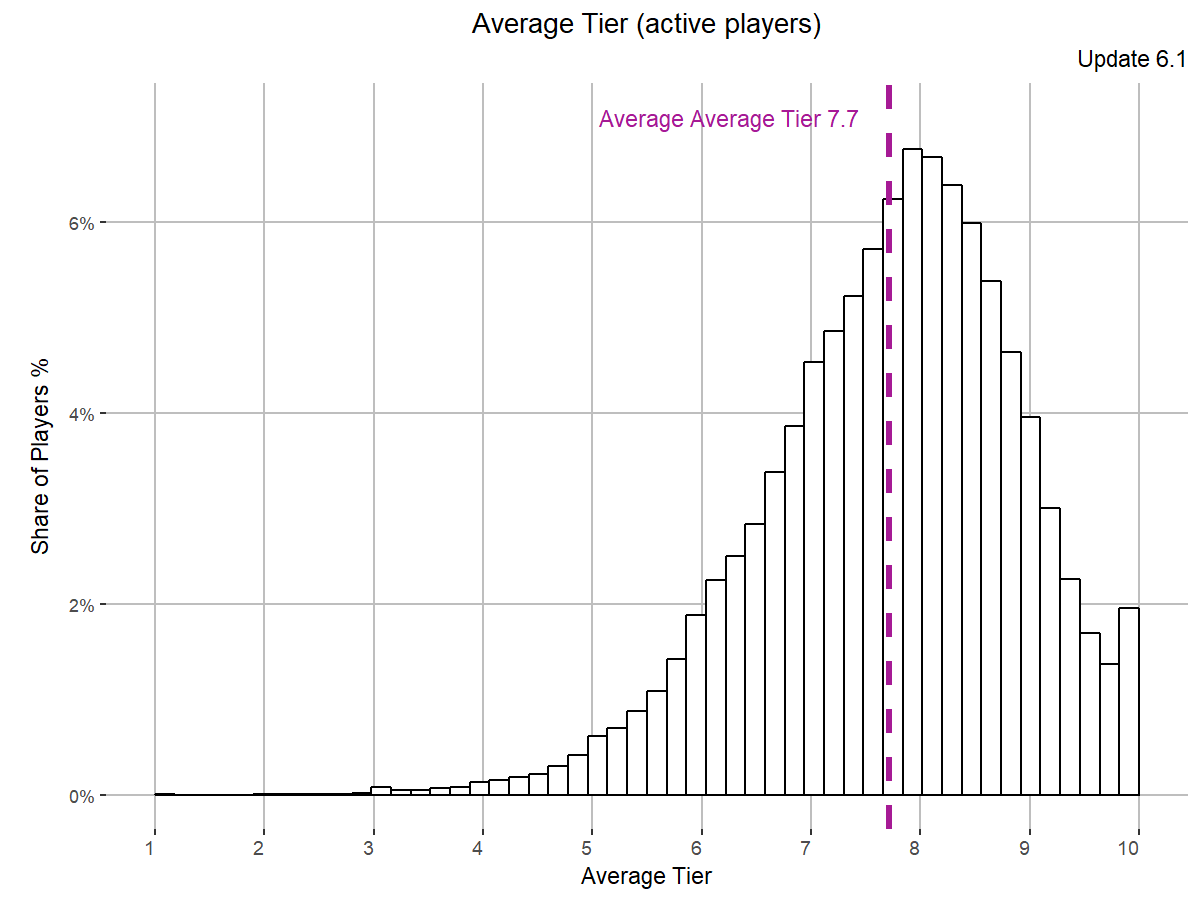 Average Tier (active players)
Update 6.1
Average Average Tier 7.7
6%
4%
2%
0%
Share of Players %
1 2 3 4 5 6 7 8 9 10
Average Tier